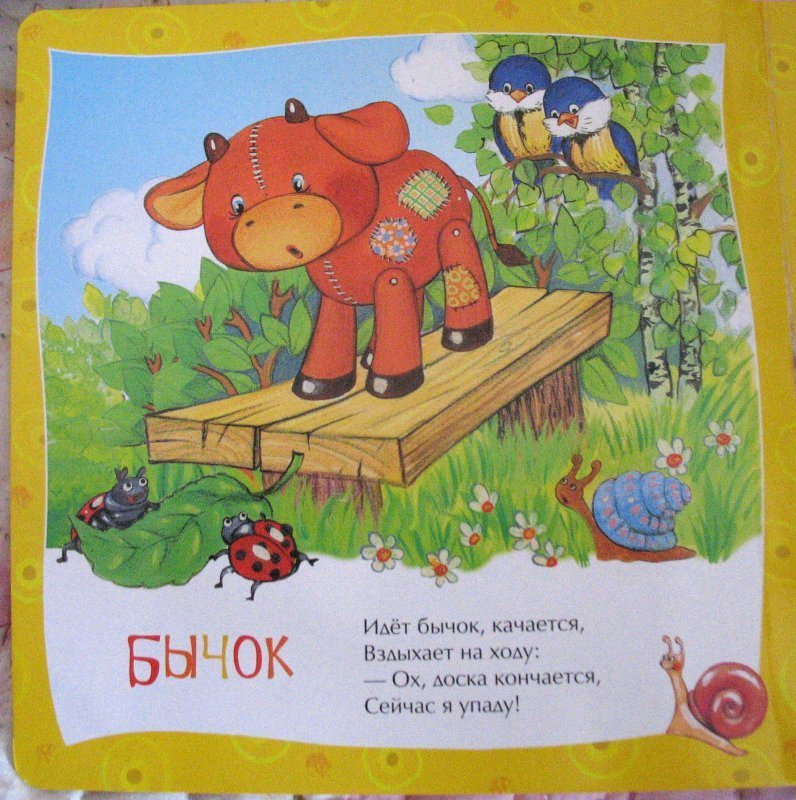 БЫЧОК
Идёт бычок, качается,
Вздыхает на ходу:
— Ох, доска кончается,
Сейчас я упаду!